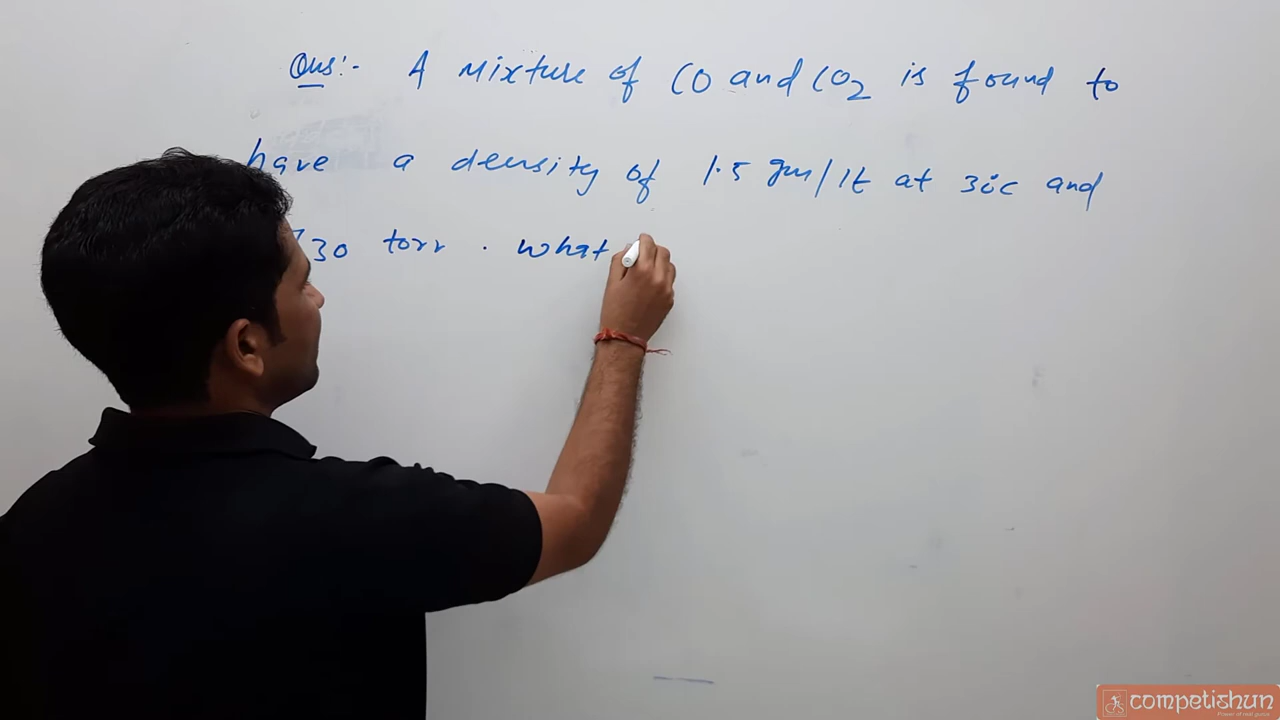 Qus:- A Mixture of CO and CO2 is found to
have a density of 1.5 gm/lt at 30°c and
730 torr. what
competishun